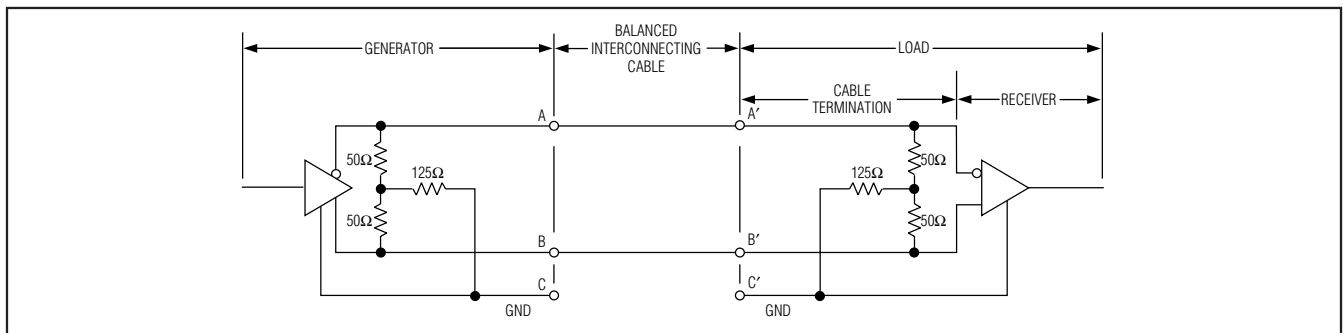 GENERATOR
BALANCED
INTERCONNECTING
CABLE
LOAD
CABLE
TERMINATION
RECEIVER
A
A′
50Ω
125Ω
50Ω
125Ω
50Ω
50Ω
B
B′
C
C′
GND
GND